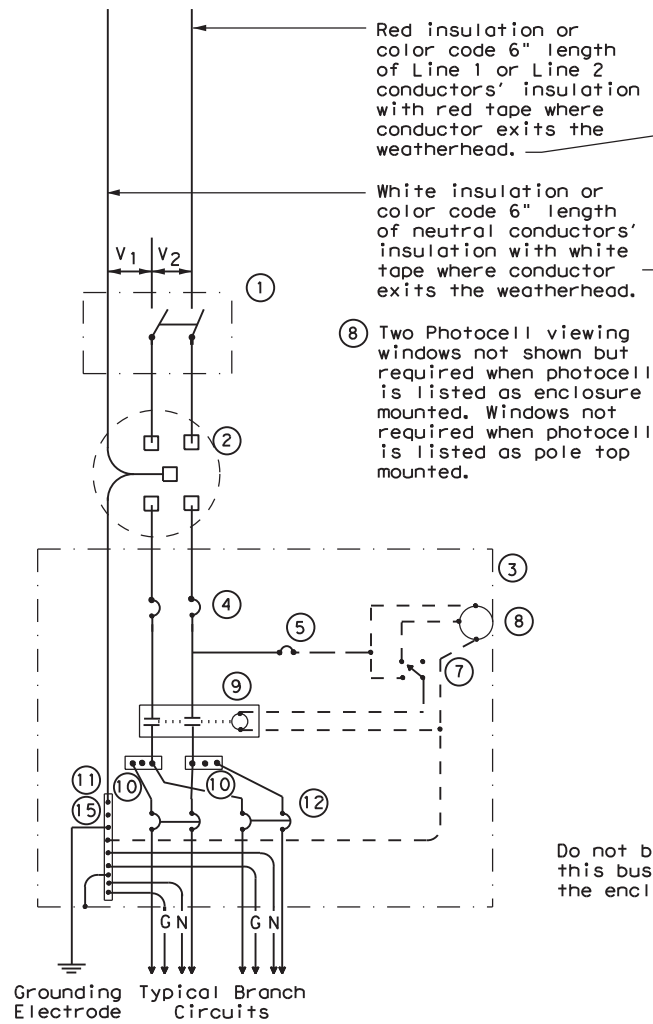 Red insulation or
color code 6" length
of Line 1 or Line 2
conductors' insulation
with red tape where
conductor exits the
weatherhead.
White insulation or
color code 6" length
of neutral conductors'
insulation with white
tape where conductor
exits the weatherhead.
V1 V2
1
8 Two Photocell viewing
windows not shown but
required when photocell
is listed as enclosure
mounted. Windows not
required when photocell
is listed as pole top
mounted.
2
3
4
5
8
7
9
11 10 10
15 12
Do not b
this bus
the encl
G N G N
Grounding
Electrode
Typical Branch
Circuits